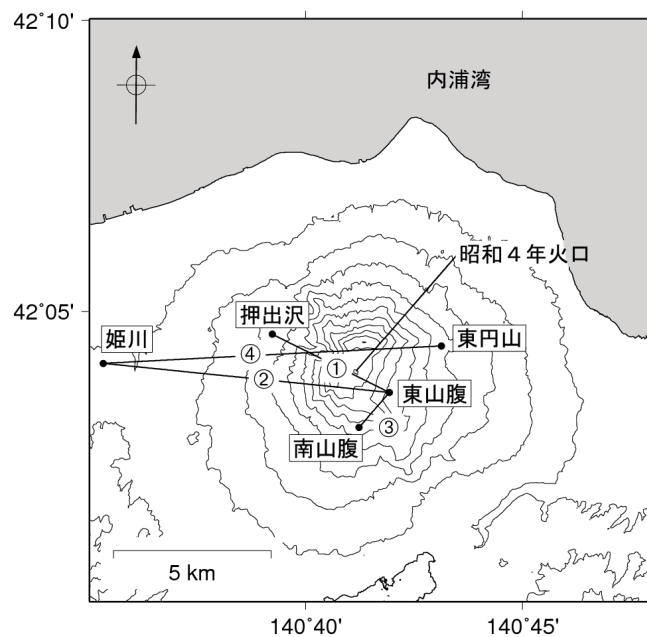 42˚10'
内浦湾
昭和4年火口
42˚05'
押出沢
姫川
東円山
④
①
②
東山腹
③
南山腹
5 km
140˚40'
140˚45'